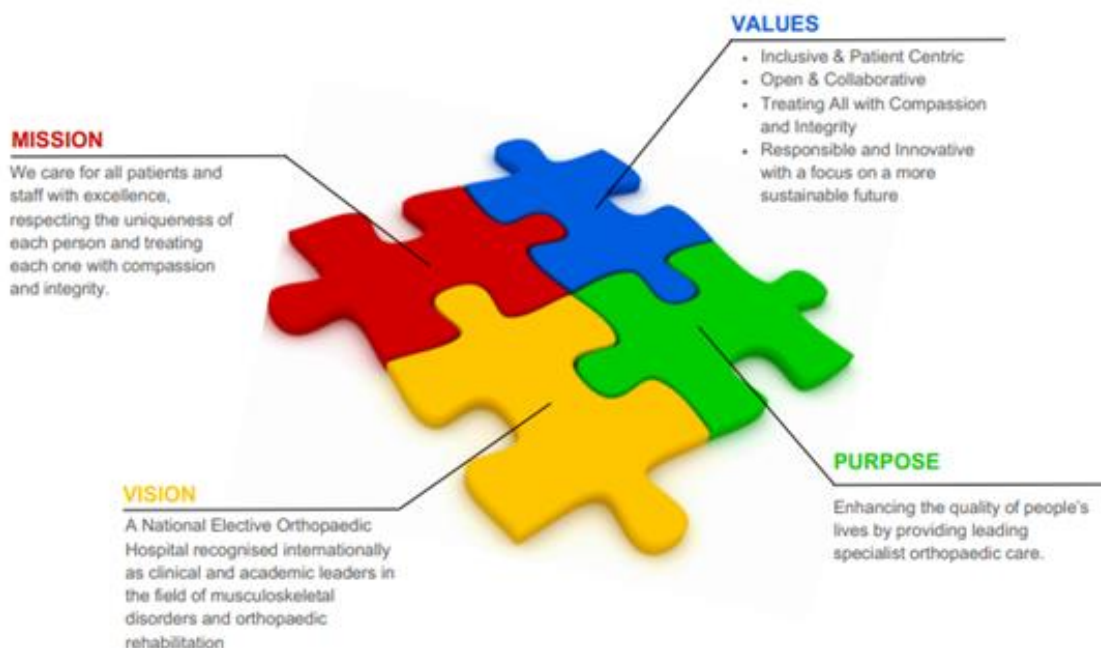 VALUES
• Inclusive & Patient Centric
• Open & Collaborative
• Treating All with Compassion
and Integrity
• Responsible and Innovative
with a focus on a more
sustainable future
MISSION
We care for all patients and
staff with excellence,
respecting the uniqueness of
each person and treating
each one with compassion
and integrity.
VISION
A National Elective Orthopaedic
Hospital recognised internationally
as clinical and academic leaders in
the field of musculoskeletal
disorders and orthopaedic
rehabilitation
PURPOSE
Enhancing the quality of people's
lives by providing leading
specialist orthopaedic care.